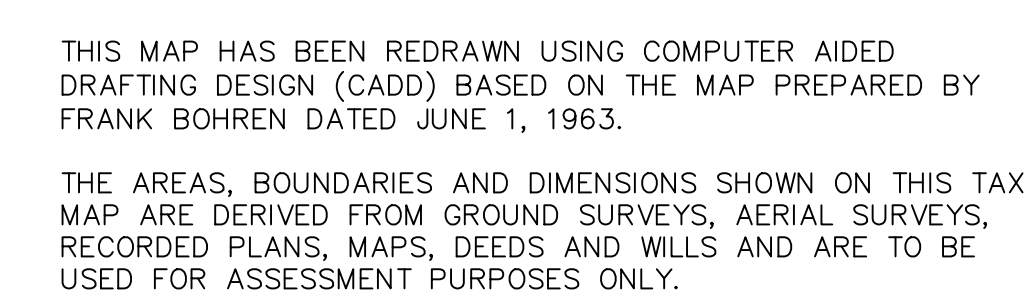 THIS MAP HAS BEEN REDRAWN USING COMPUTER AIDED
DRAFTING DESIGN (CADD) BASED ON THE MAP PREPARED BY
FRANK BOHREN DATED JUNE 1, 1963.
THE AREAS, BOUNDARIES AND DIMENSIONS SHOWN ON THIS TAX
MAP ARE DERIVED FROM GROUND SURVEYS, AERIAL SURVEYS,
RECORDED PLANS, MAPS, DEEDS AND WILLS AND ARE TO BE
USED FOR ASSESSMENT PURPOSES ONLY.